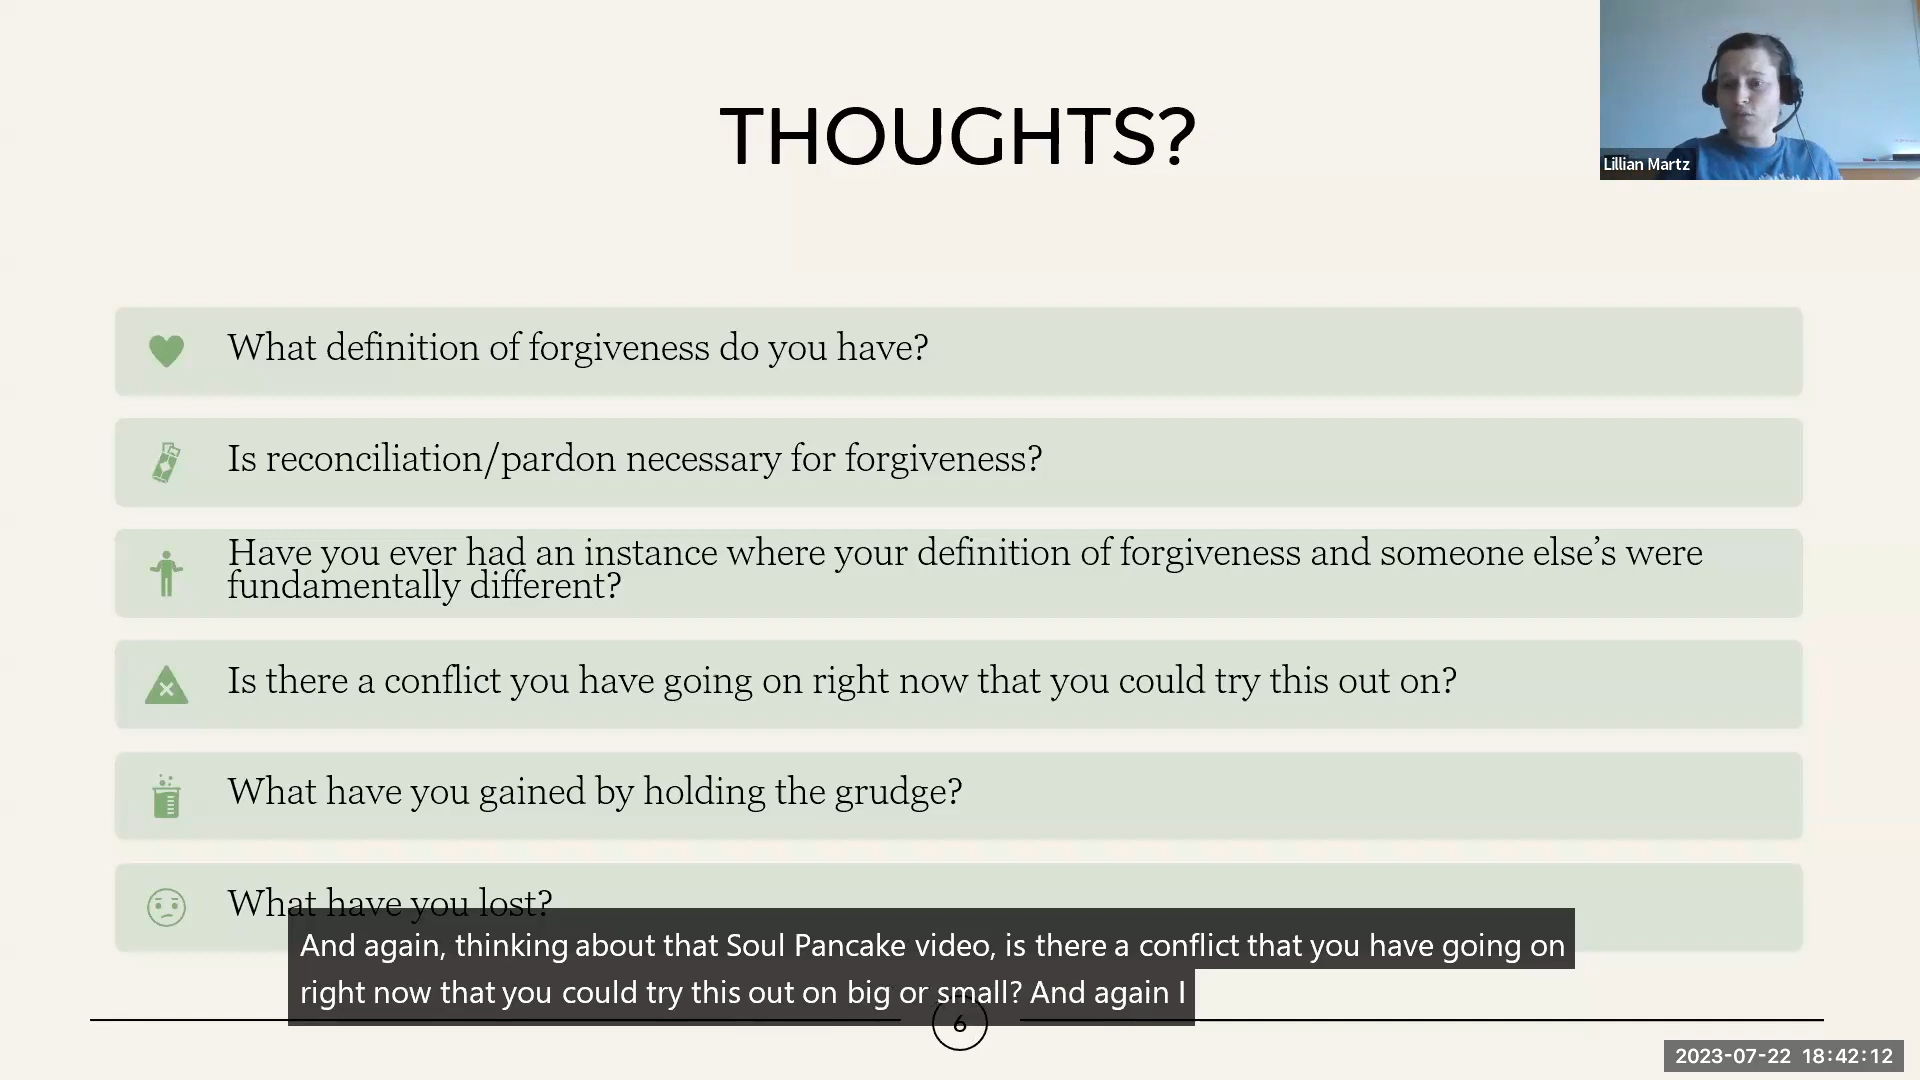 THOUGHTS?
Lillian Martz
What definition of forgiveness do you have?
Is reconciliation/pardon necessary for forgiveness?
Have you ever had an instance where your definition of forgiveness and someone else’s were
fundamentally different?
Is there a conflict you have going on right now that you could try this out on?
What have you gained by holding the grudge?
What have you lost?
And again, thinking about that Soul Pancake video, is there a conflict that you have going on
right now that you could try this out on big or small? And again I
6
2023-07-22 18:42:12